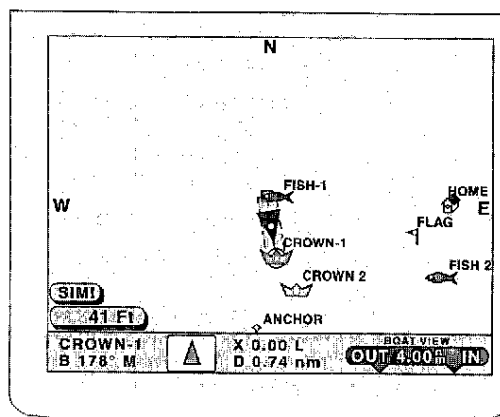 N
FISH-1
HOME
W
E
FLAG
CROWN-1
FISH 2
CROWN 2
SIM!
41 Ft
ANCHOR
CROWN-1
B 178° M
X 0.00 L
D 0.74 nm
BOAT VIEW
OUT 4.00 IN